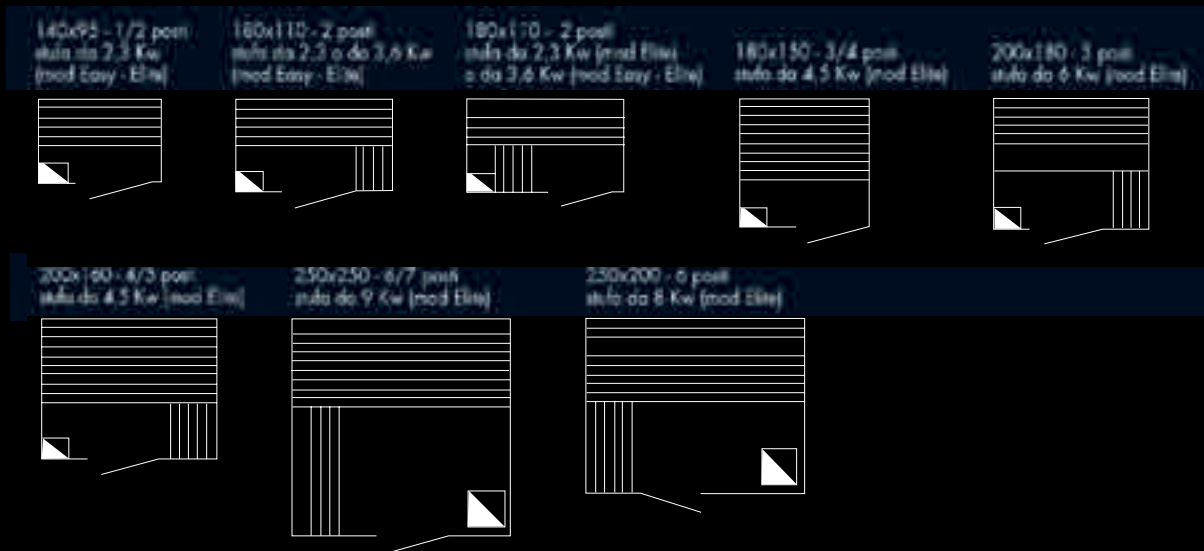 140x95 - 1/2 posti
stufa da 2,3 Kw
(mod Easy - Elite)
180x110 - 2 posti
stufa da 2,3 o da 3,6 Kw
(mod Easy - Elite)
180x110 - 2 posti
stufa da 2,3 Kw (mod Elite)
o da 3,6 Kw (mod Easy - Elite)
180x150 - 3/4 posti
stufa da 4,5 Kw (mod Elite)
200x180 - 5 posti
stufa da 6 Kw (mod Elite)
200x160 - 4/5 posti
stufa da 4,5 Kw (mod Elite)
250x250 - 6/7 posti
stufa da 9 Kw (mod Elite)
250x200 - 6 posti
stufa da 8 Kw (mod Elite)